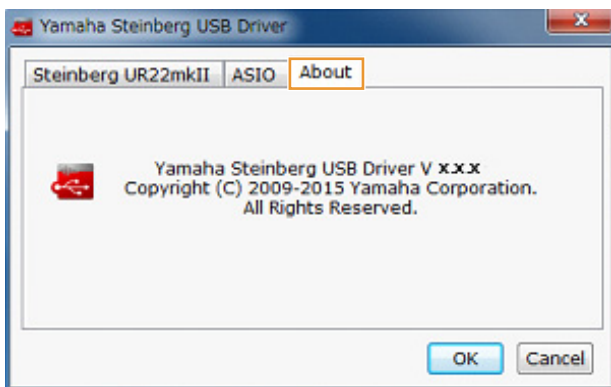 Yamaha Steinberg USB Driver
Steinberg UR22mkII ASIO About
Yamaha Steinberg USB Driver V x.x.x
Copyright (C) 2009-2015 Yamaha Corporation.
All Rights Reserved.
OK Cancel